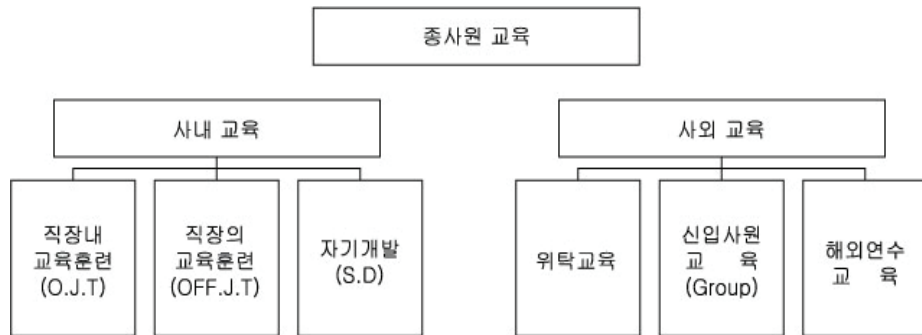 종사원 교육
사내 교육
사외 교육
직장내
교육훈련
(O.J.T)
직장의
교육훈련
(OFF.J.T)
자기개발
(S.D)
위탁교육
신입사원
교 육
(Group)
해외연수
교 육